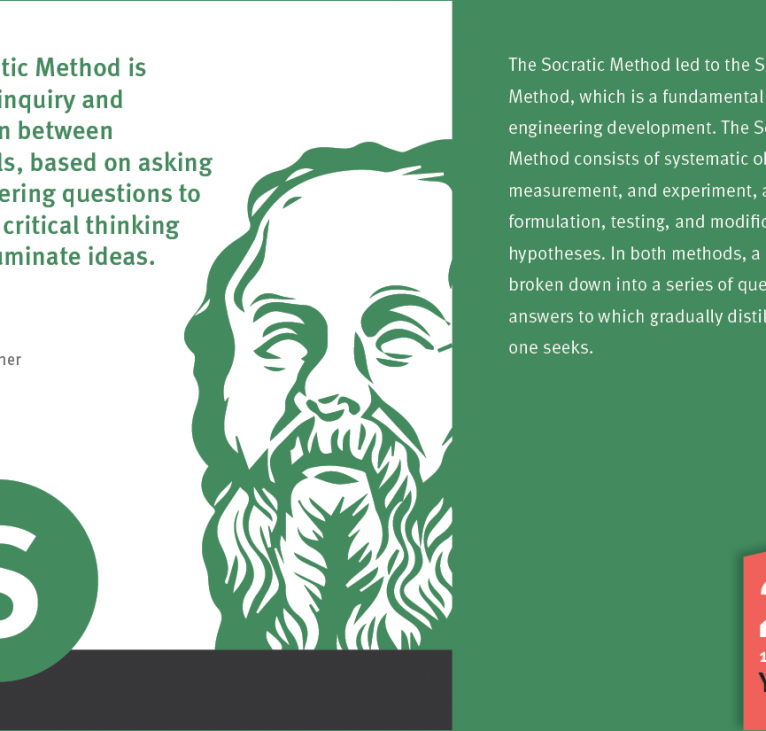 tic Method is
inquiry and
n between
ls, based on asking
ering questions to
critical thinking
uminate ideas.
ner
S
The Socratic Method led to the S
Method, which is a fundamental
engineering development. The S
Method consists of systematic o
measurement, and experiment, a
formulation, testing, and modific
hypotheses. In both methods, a
broken down into a series of que
answers to which gradually distil
one seeks.
2
1
Y